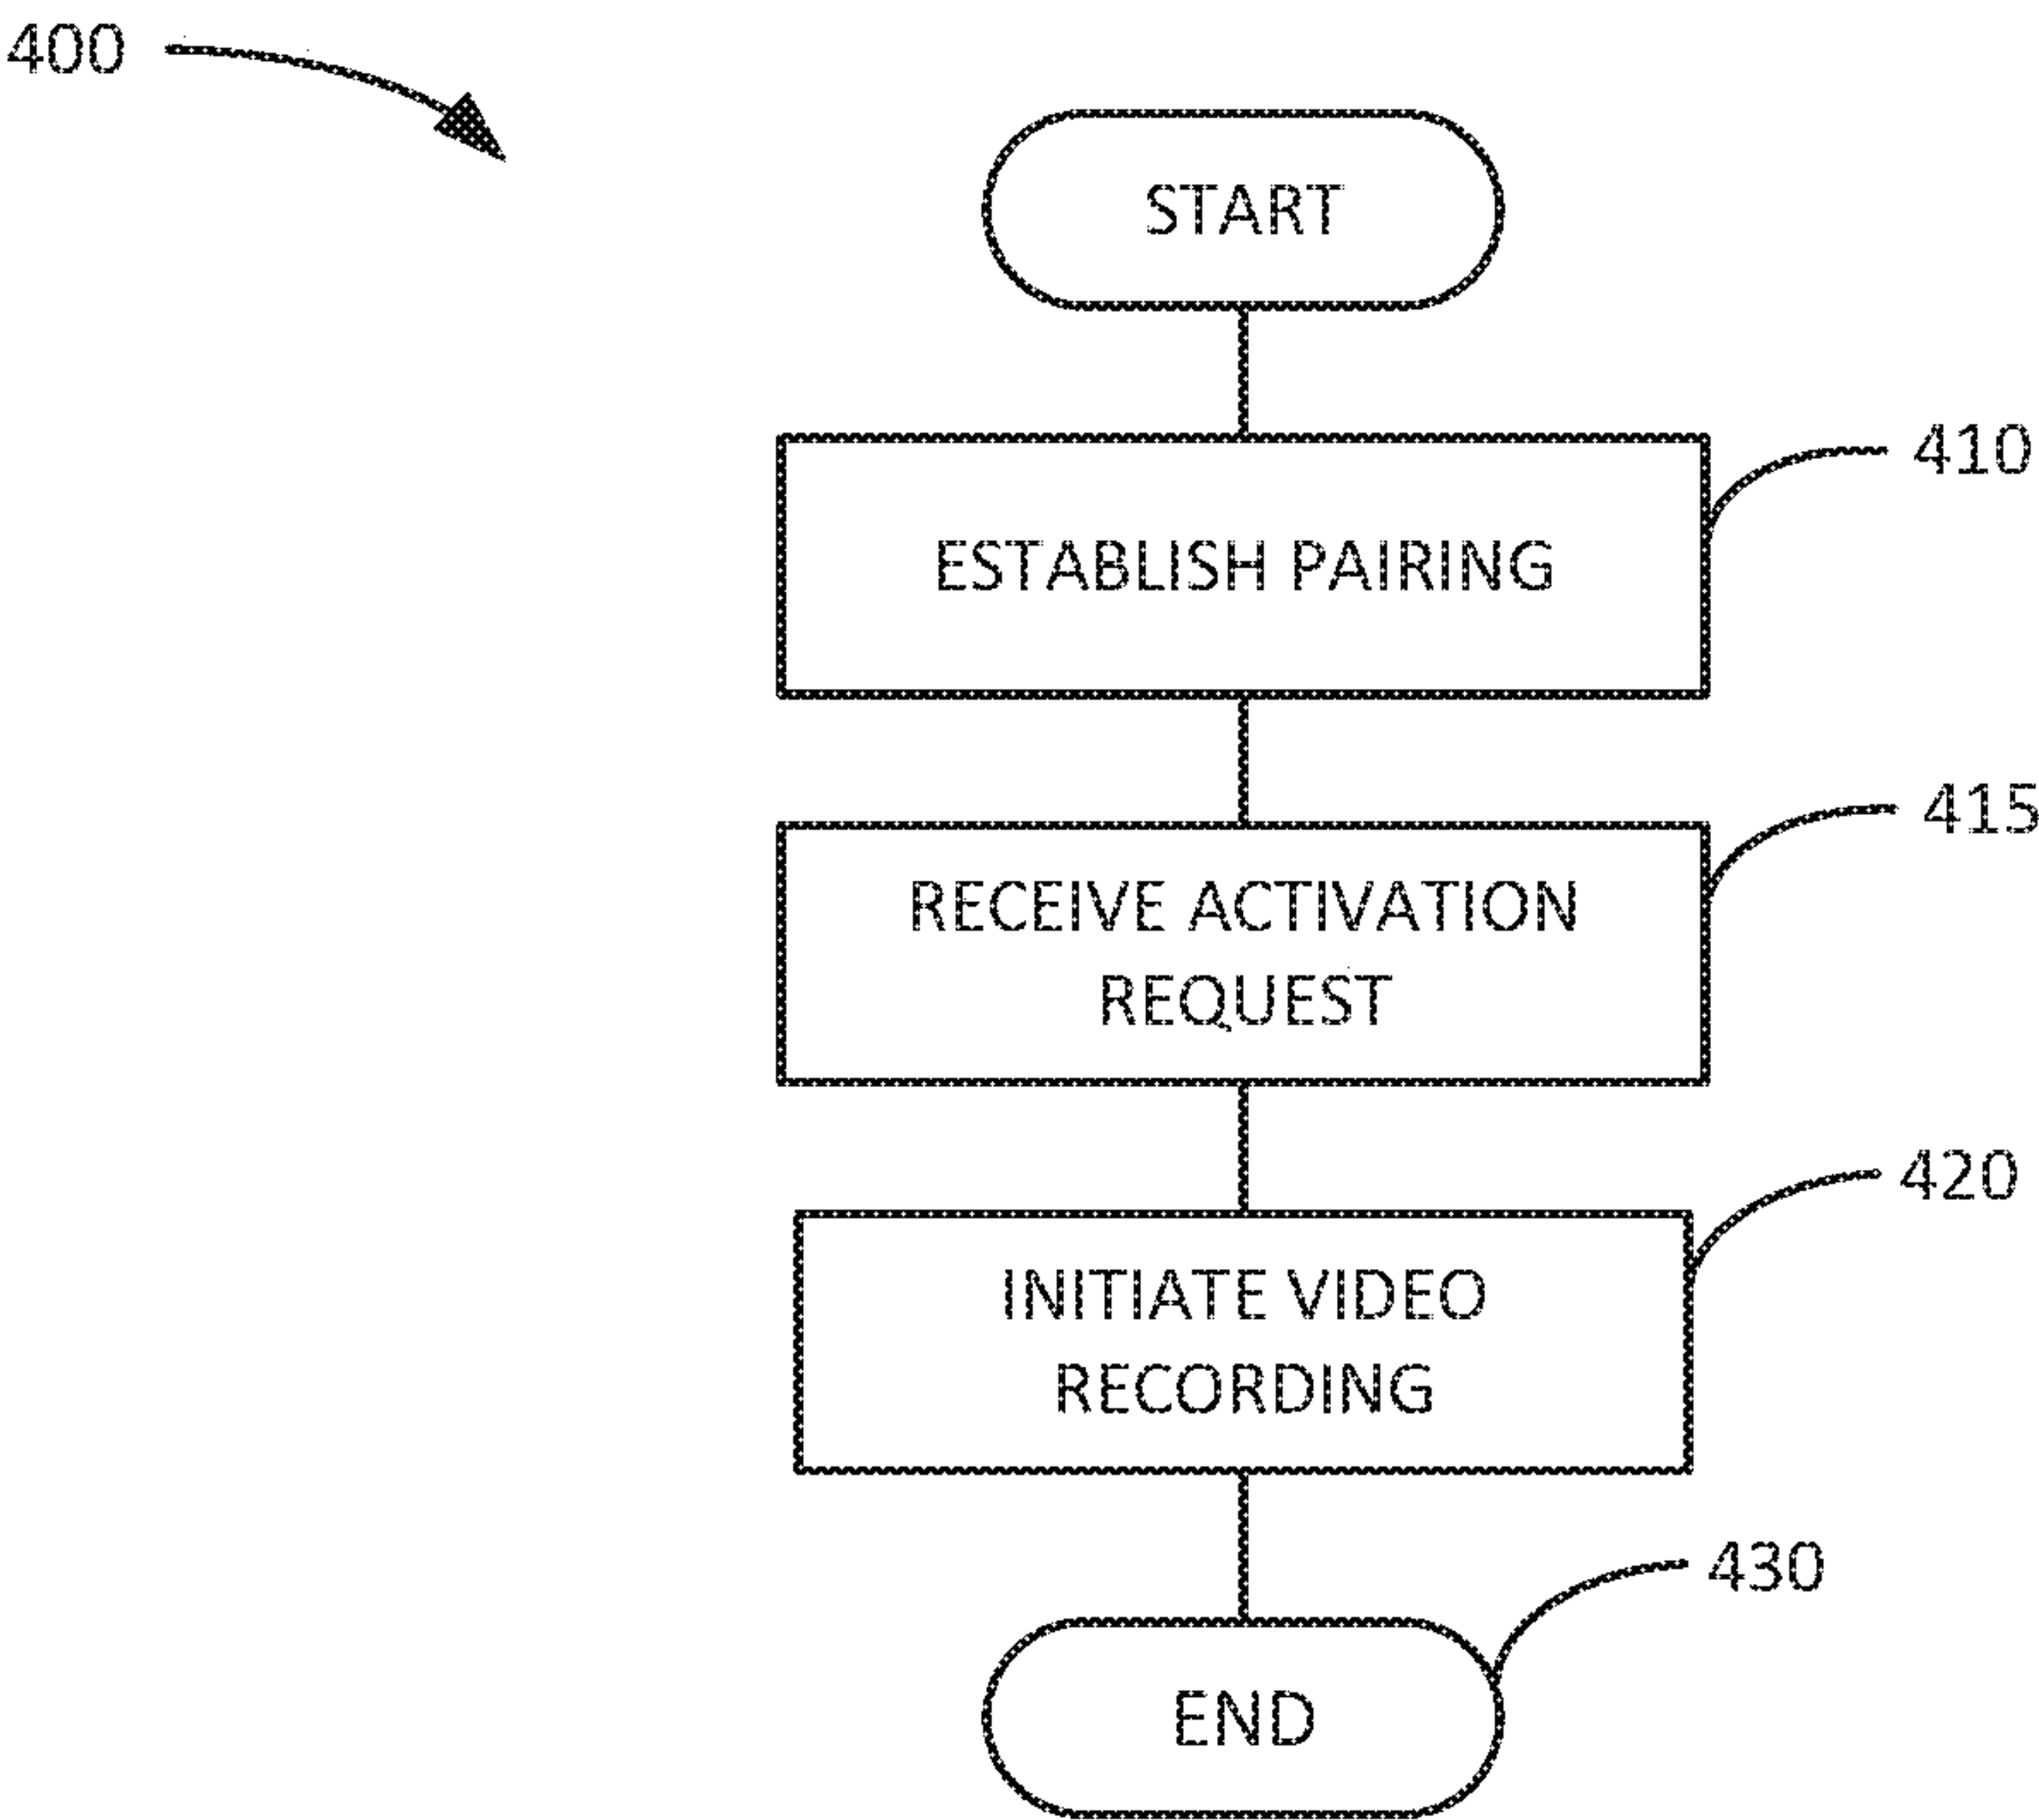 400
START
410
ESTABLISH PAIRING
415
RECEIVE ACTIVATION
REQUEST
420
INITIATE VIDEO
RECORDING
430
END